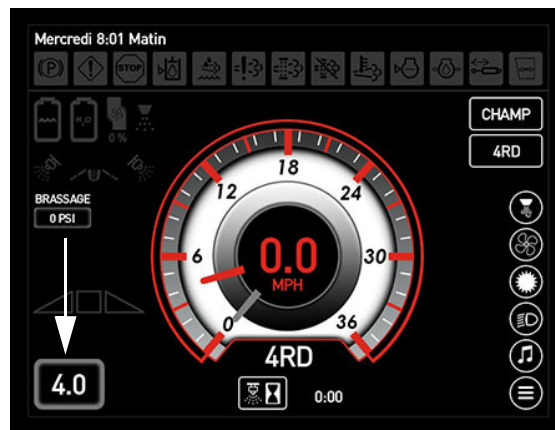 Mercredi 8:01 Matin
(P)
STOP
H₂O
0 %
CHAMP
4RD
BRASSAGE
0 PSI
18
12
24
6
30
0
36
0.0
MPH
4RD
4.0
0:00